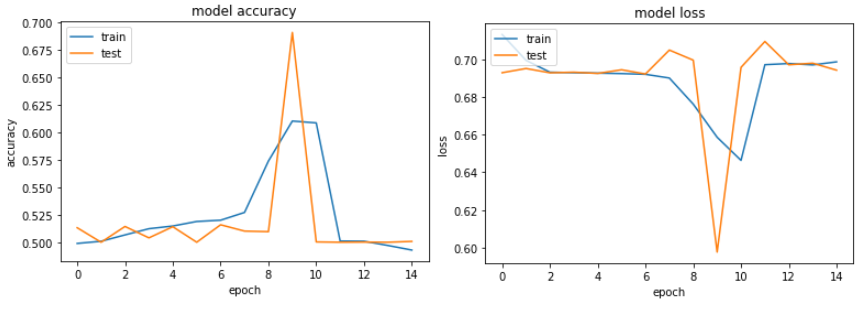 model accuracy
0.700
0.675
0.650
0.625
0.600
0.575
0.550
0.525
0.500
accuracy
train
test
0 2 4 6 8 10 12 14
epoch
model loss
0.70
0.68
0.66
0.64
0.62
0.60
loss
train
test
0 2 4 6 8 10 12 14
epoch